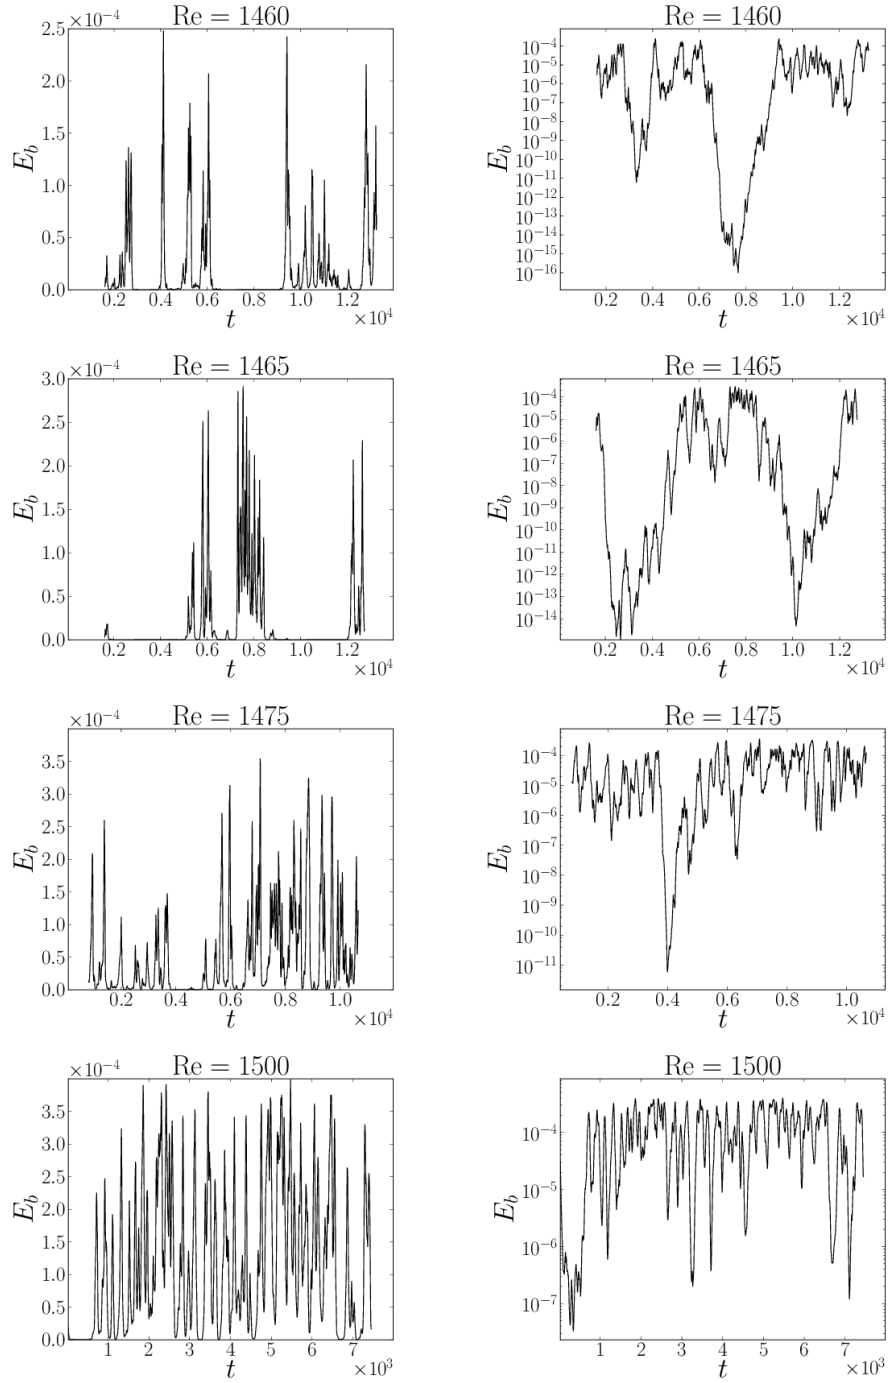 Re = 1460
×10⁻⁴
2.5
2.0
1.5
1.0
0.5
0.0
E_b
0.2 0.4 0.6 0.8 1.0 1.2
×10⁴
t
Re = 1460
10⁻⁴
10⁻⁵
10⁻⁶
10⁻⁷
10⁻⁸
10⁻⁹
10⁻¹⁰
10⁻¹¹
10⁻¹²
10⁻¹³
10⁻¹⁴
10⁻¹⁵
10⁻¹⁶
E_b
0.2 0.4 0.6 0.8 1.0 1.2
×10⁴
t
Re = 1465
×10⁻⁴
3.0
2.5
2.0
1.5
1.0
0.5
0.0
E_b
0.2 0.4 0.6 0.8 1.0 1.2
×10⁴
t
Re = 1465
10⁻⁴
10⁻⁵
10⁻⁶
10⁻⁷
10⁻⁸
10⁻⁹
10⁻¹⁰
10⁻¹¹
10⁻¹²
10⁻¹³
10⁻¹⁴
E_b
0.2 0.4 0.6 0.8 1.0 1.2
×10⁴
t
Re = 1475
×10⁻⁴
3.5
3.0
2.5
2.0
1.5
1.0
0.5
0.0
E_b
0.2 0.4 0.6 0.8 1.0
×10⁴
t
Re = 1475
10⁻⁴
10⁻⁵
10⁻⁶
10⁻⁷
10⁻⁸
10⁻⁹
10⁻¹⁰
10⁻¹¹
E_b
0.2 0.4 0.6 0.8 1.0
×10⁴
t
Re = 1500
×10⁻⁴
3.5
3.0
2.5
2.0
1.5
1.0
0.5
0.0
E_b
1 2 3 4 5 6 7
×10³
t
Re = 1500
10⁻⁴
10⁻⁵
10⁻⁶
10⁻⁷
E_b
1 2 3 4 5 6 7
×10³
t